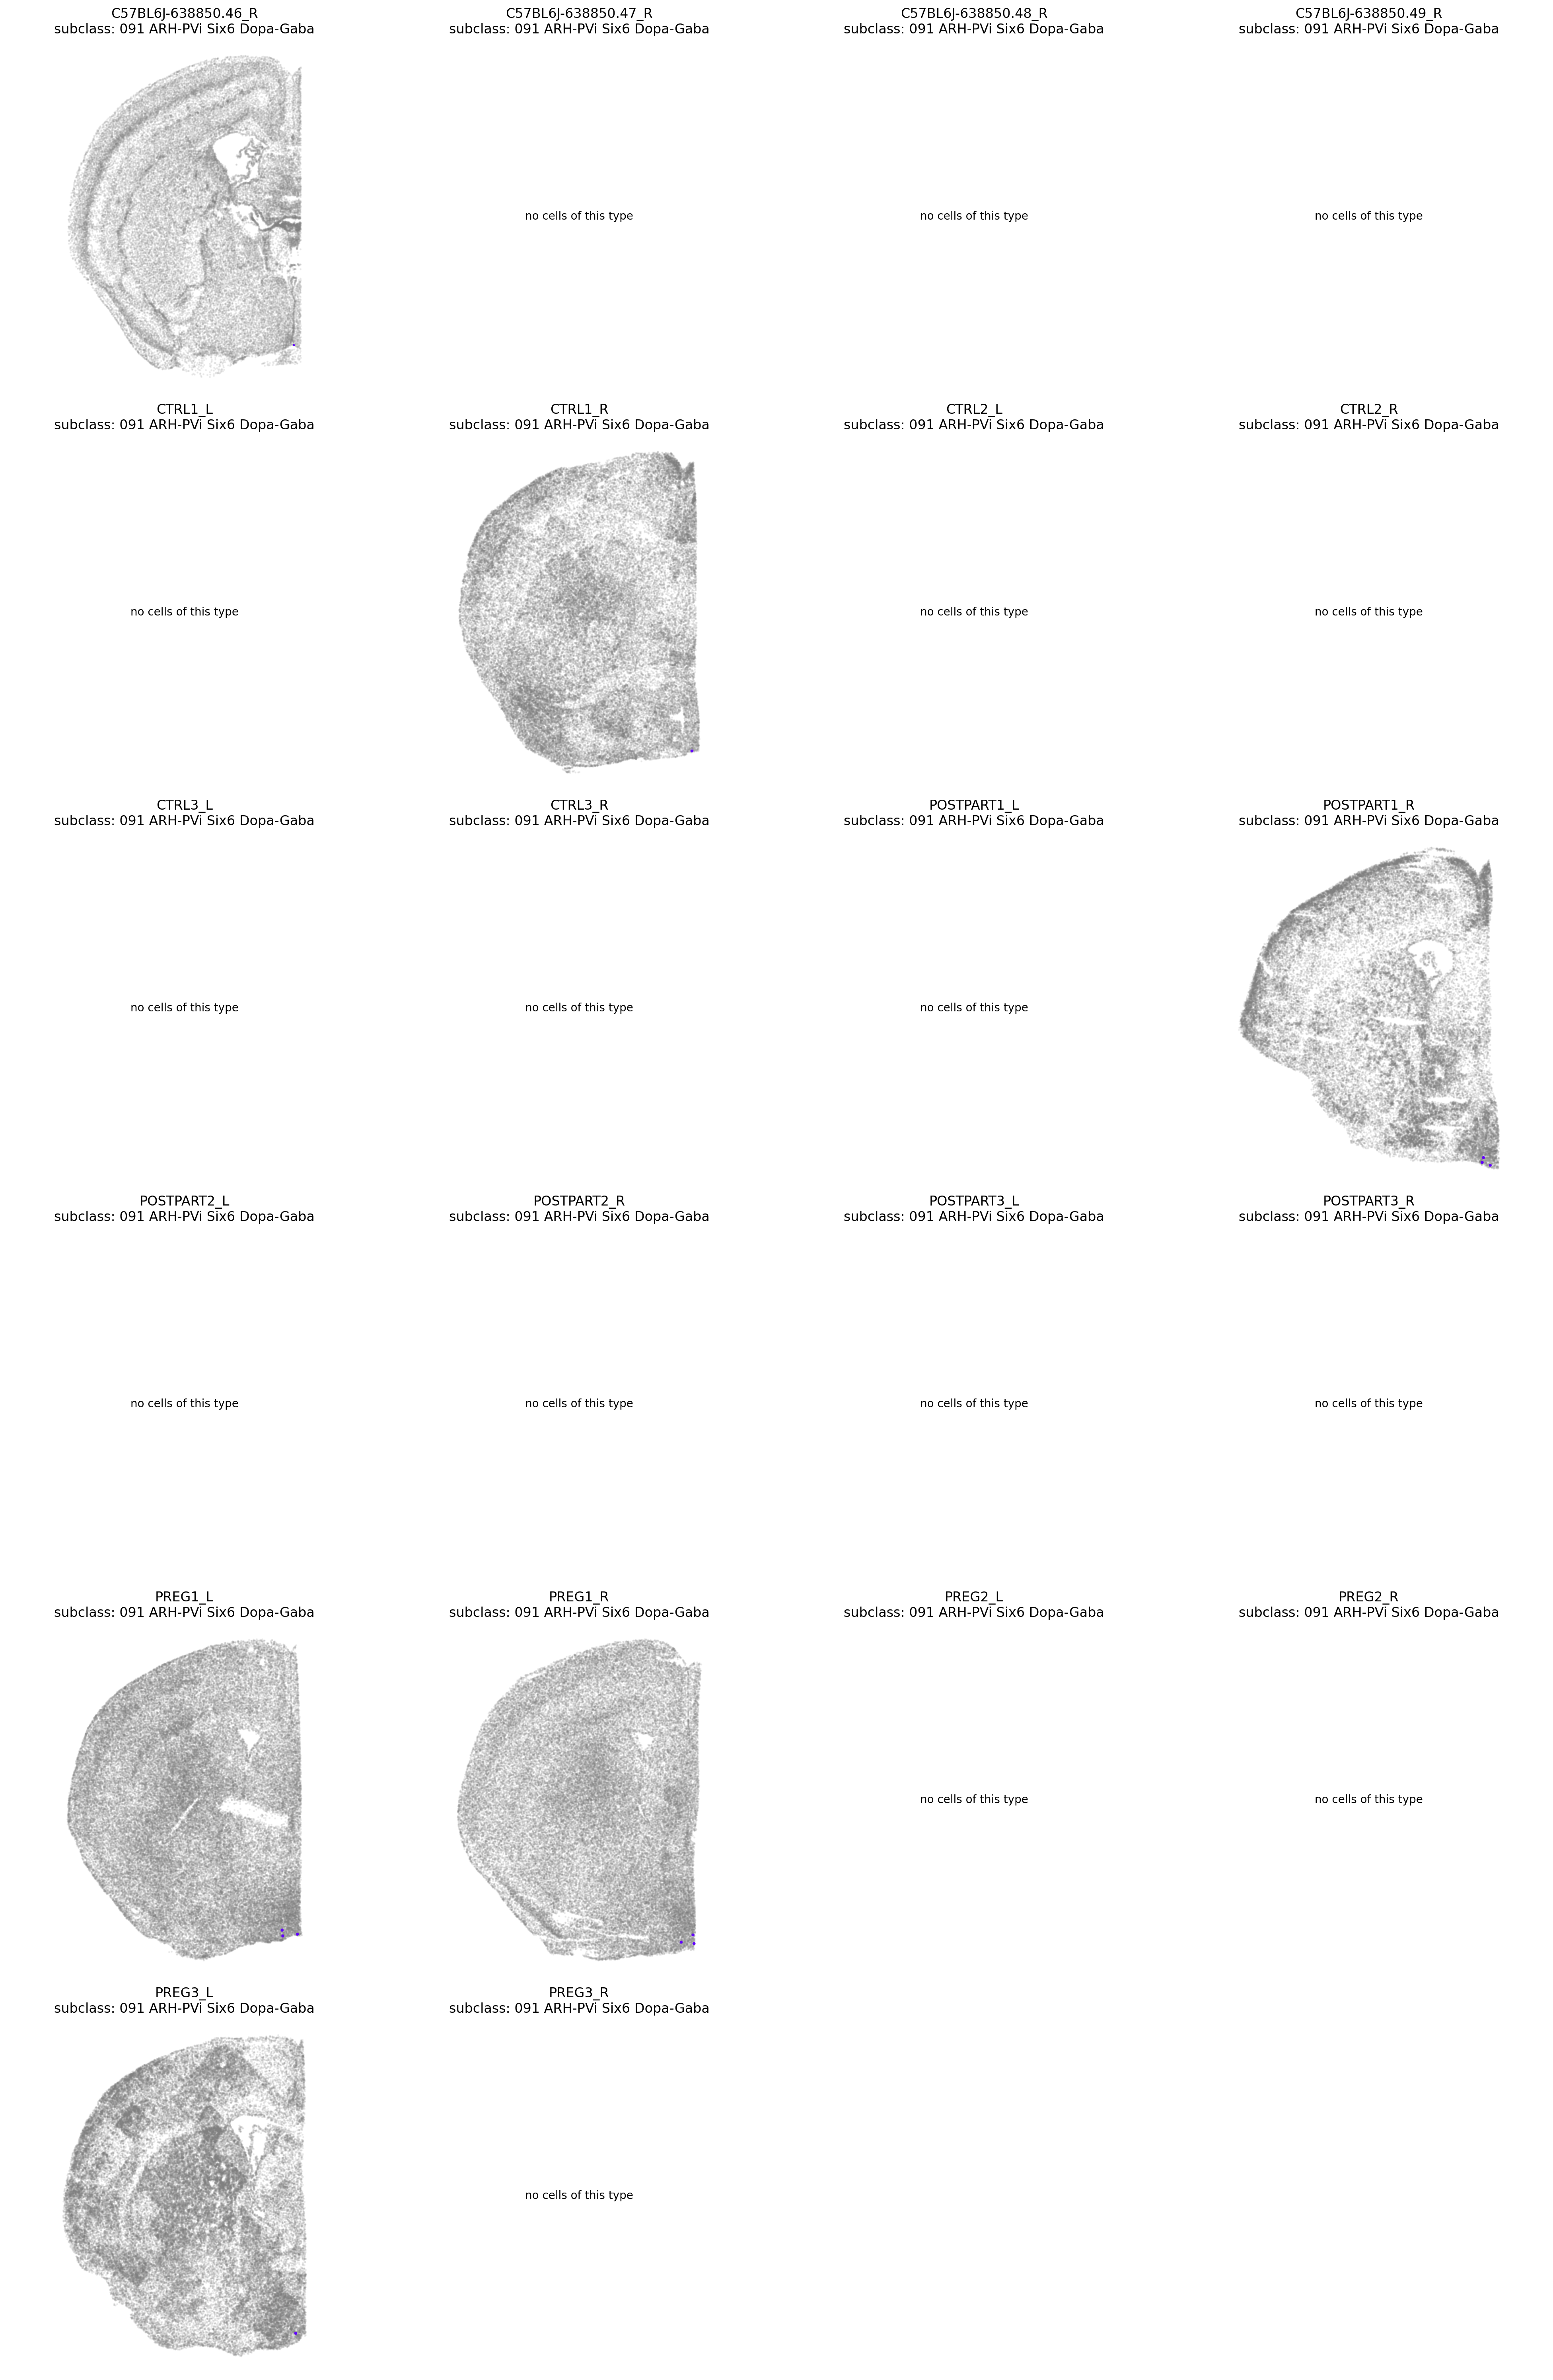 C57BL6J-638850.46_R
subclass: 091 ARH-PVi Six6 Dopa-Gaba
C57BL6J-638850.47_R
subclass: 091 ARH-PVi Six6 Dopa-Gaba
no cells of this type
C57BL6J-638850.48_R
subclass: 091 ARH-PVi Six6 Dopa-Gaba
no cells of this type
C57BL6J-638850.49_R
subclass: 091 ARH-PVi Six6 Dopa-Gaba
no cells of this type
CTRL1_L
subclass: 091 ARH-PVi Six6 Dopa-Gaba
no cells of this type
CTRL1_R
subclass: 091 ARH-PVi Six6 Dopa-Gaba
CTRL2_L
subclass: 091 ARH-PVi Six6 Dopa-Gaba
no cells of this type
CTRL2_R
subclass: 091 ARH-PVi Six6 Dopa-Gaba
no cells of this type
CTRL3_L
subclass: 091 ARH-PVi Six6 Dopa-Gaba
no cells of this type
CTRL3_R
subclass: 091 ARH-PVi Six6 Dopa-Gaba
no cells of this type
POSTPART1_L
subclass: 091 ARH-PVi Six6 Dopa-Gaba
no cells of this type
POSTPART1_R
subclass: 091 ARH-PVi Six6 Dopa-Gaba
POSTPART2_L
subclass: 091 ARH-PVi Six6 Dopa-Gaba
no cells of this type
POSTPART2_R
subclass: 091 ARH-PVi Six6 Dopa-Gaba
no cells of this type
POSTPART3_L
subclass: 091 ARH-PVi Six6 Dopa-Gaba
no cells of this type
POSTPART3_R
subclass: 091 ARH-PVi Six6 Dopa-Gaba
no cells of this type
PREG1_L
subclass: 091 ARH-PVi Six6 Dopa-Gaba
PREG1_R
subclass: 091 ARH-PVi Six6 Dopa-Gaba
PREG2_L
subclass: 091 ARH-PVi Six6 Dopa-Gaba
no cells of this type
PREG2_R
subclass: 091 ARH-PVi Six6 Dopa-Gaba
no cells of this type
PREG3_L
subclass: 091 ARH-PVi Six6 Dopa-Gaba
PREG3_R
subclass: 091 ARH-PVi Six6 Dopa-Gaba
no cells of this type